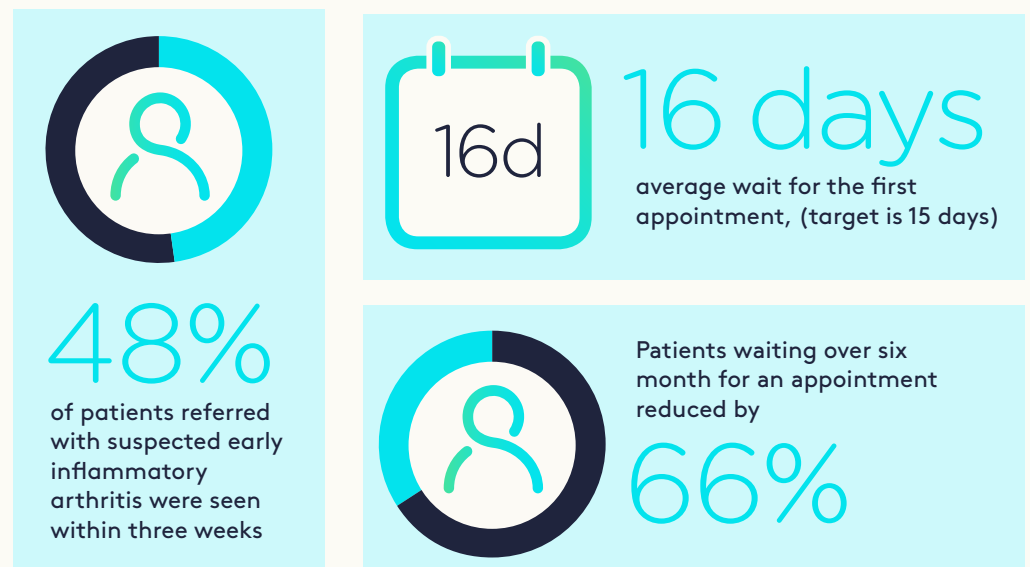 48%
of patients referred
with suspected early
inflammatory
arthritis were seen
within three weeks
16d
16 days
average wait for the first
appointment, (target is 15 days)
Patients waiting over six
month for an appointment
reduced by
66%